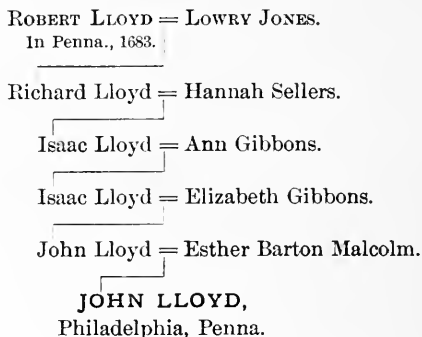 ROBERT LLOYD = LOWRY JONES.
In Penna., 1683.
Richard Lloyd = Hannah Sellers.
Isaac Lloyd = Ann Gibbons.
Isaac Lloyd = Elizabeth Gibbons.
John Lloyd = Esther Barton Malcolm.
JOHN LLOYD,
Philadelphia, Penna.